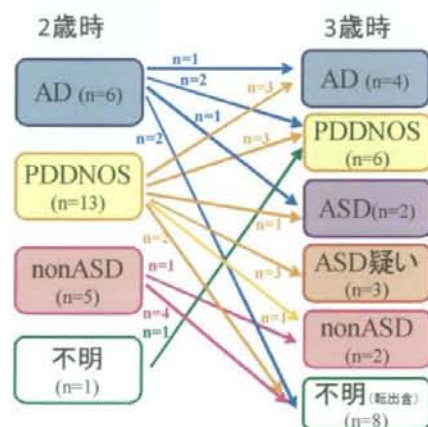 2歳時
3歳時
AD (n=6)
PDDNOS
(n=13)
nonASD
(n=5)
不明
(n=1)
n=1
n=2
n=3
n=1
n=2
n=3
n=1
n=2
n=3
n=1
n=1
n=4
n=1
AD (n=4)
PDDNOS
(n=6)
ASD(n=2)
ASD疑い
(n=3)
nonASD
(n=2)
不明(転出含)
(n=8)